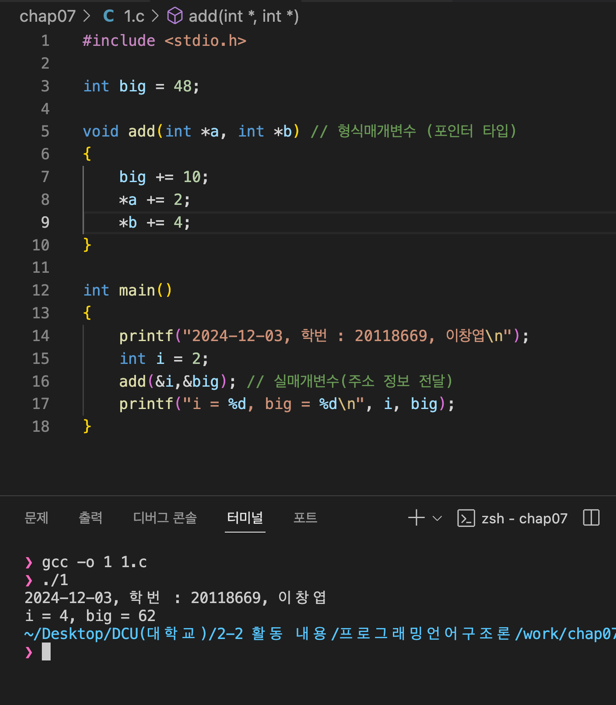 chap07 > C 1.c > add(int *, int *)
1 #include <stdio.h>
2
3 int big = 48;
4
5 void add(int *a, int *b) // 형식매개변수 (포인터 타입)
6 {
7 big += 10;
8 *a += 2;
9 *b += 4;
10 }
11
12 int main()
13 {
14 printf("2024-12-03, 학번 : 20118669, 이창엽\n");
15 int i = 2;
16 add(&i,&big); // 실매개변수(주소 정보 전달)
17 printf("i = %d, big = %d\n", i, big);
18 }
문제 출력 디버그 콘솔 터미널 포트 zsh - chap07
❯ gcc -o 1 1.c
❯ ./1
2024-12-03, 학번 : 20118669, 이창엽
i = 4, big = 62
~/Desktop/DCU(대학교)/2-2 활동 내용/프로그래밍언어구조론/work/chap07
❯